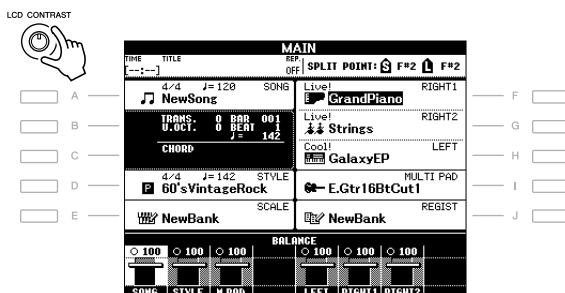 LCD CONTRAST
MAIN
TIME TITLE REP.
[--:--] OFF SPLIT POINT: S F#2 L F#2
4/4 ♩=120 SONG
NewSong
Live! RIGHT1
GrandPiano
A F
TRANS. 0 BAR 001
U.OCT. 0 BEAT 1
♩= 142
Live! RIGHT2
Strings
B G
CHORD
Cool! LEFT
GalaxyEP
C H
4/4 ♩=142 STYLE
P 60'sVintageRock
MULTI PAD
E.Gtr16BtCut1
D I
SCALE
NewBank
REGIST
NewBank
E J
BALANCE
100 100 100 100 100 100
SONG STYLE M.PAD LEFT RIGHT1 RIGHT2